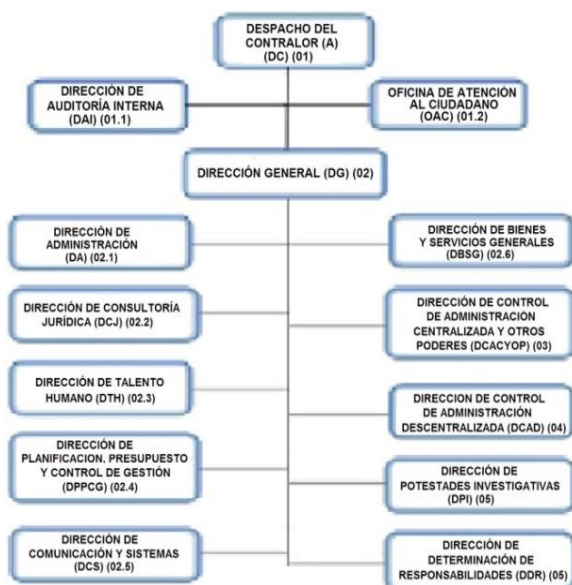 DESPACHO DEL
CONTRALOR (A)
(DC) (01)
DIRECCIÓN DE
AUDITORÍA INTERNA
(DAI) (01.1)
OFICINA DE ATENCIÓN
AL CIUDADANO
(OAC) (01.2)
DIRECCIÓN GENERAL (DG) (02)
DIRECCIÓN DE
ADMINISTRACIÓN
(DA) (02.1)
DIRECCIÓN DE BIENES
Y SERVICIOS GENERALES
(DBSG) (02.6)
DIRECCIÓN DE CONSULTORÍA
JURÍDICA (DCJ) (02.2)
DIRECCIÓN DE CONTROL
DE ADMINISTRACIÓN
CENTRALIZADA Y OTROS
PODERES (DCACYOP) (03)
DIRECCIÓN DE TALENTO
HUMANO (DTH) (02.3)
DIRECCION DE CONTROL
DE ADMINISTRACIÓN
DESCENTRALIZADA (DCAD) (04)
DIRECCIÓN DE
PLANIFICACION, PRESUPUESTO
Y CONTROL DE GESTIÓN
(DPPCG) (02.4)
DIRECCIÓN DE
POTESTADES INVESTIGATIVAS
(DPI) (05)
DIRECCIÓN DE
COMUNICACIÓN Y SISTEMAS
(DCS) (02.5)
DIRECCIÓN DE
DETERMINACIÓN DE
RESPONSABILIDADES (DDR) (05)